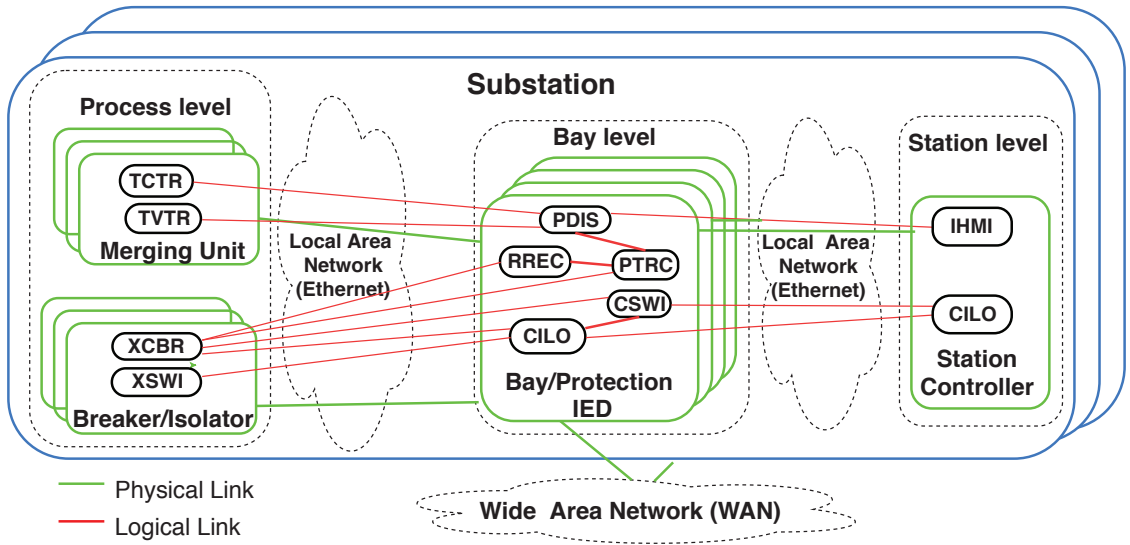 Substation
Process level
TCTR
TVTR
Merging Unit
XCBR
XSWI
Breaker/Isolator
Local Area
Network
(Ethernet)
Bay level
PDIS
RREC
PTRC
CSWI
CILO
Bay/Protection
IED
Local Area
Network
(Ethernet)
Station level
IHMI
CILO
Station
Controller
Physical Link
Logical Link
Wide Area Network (WAN)